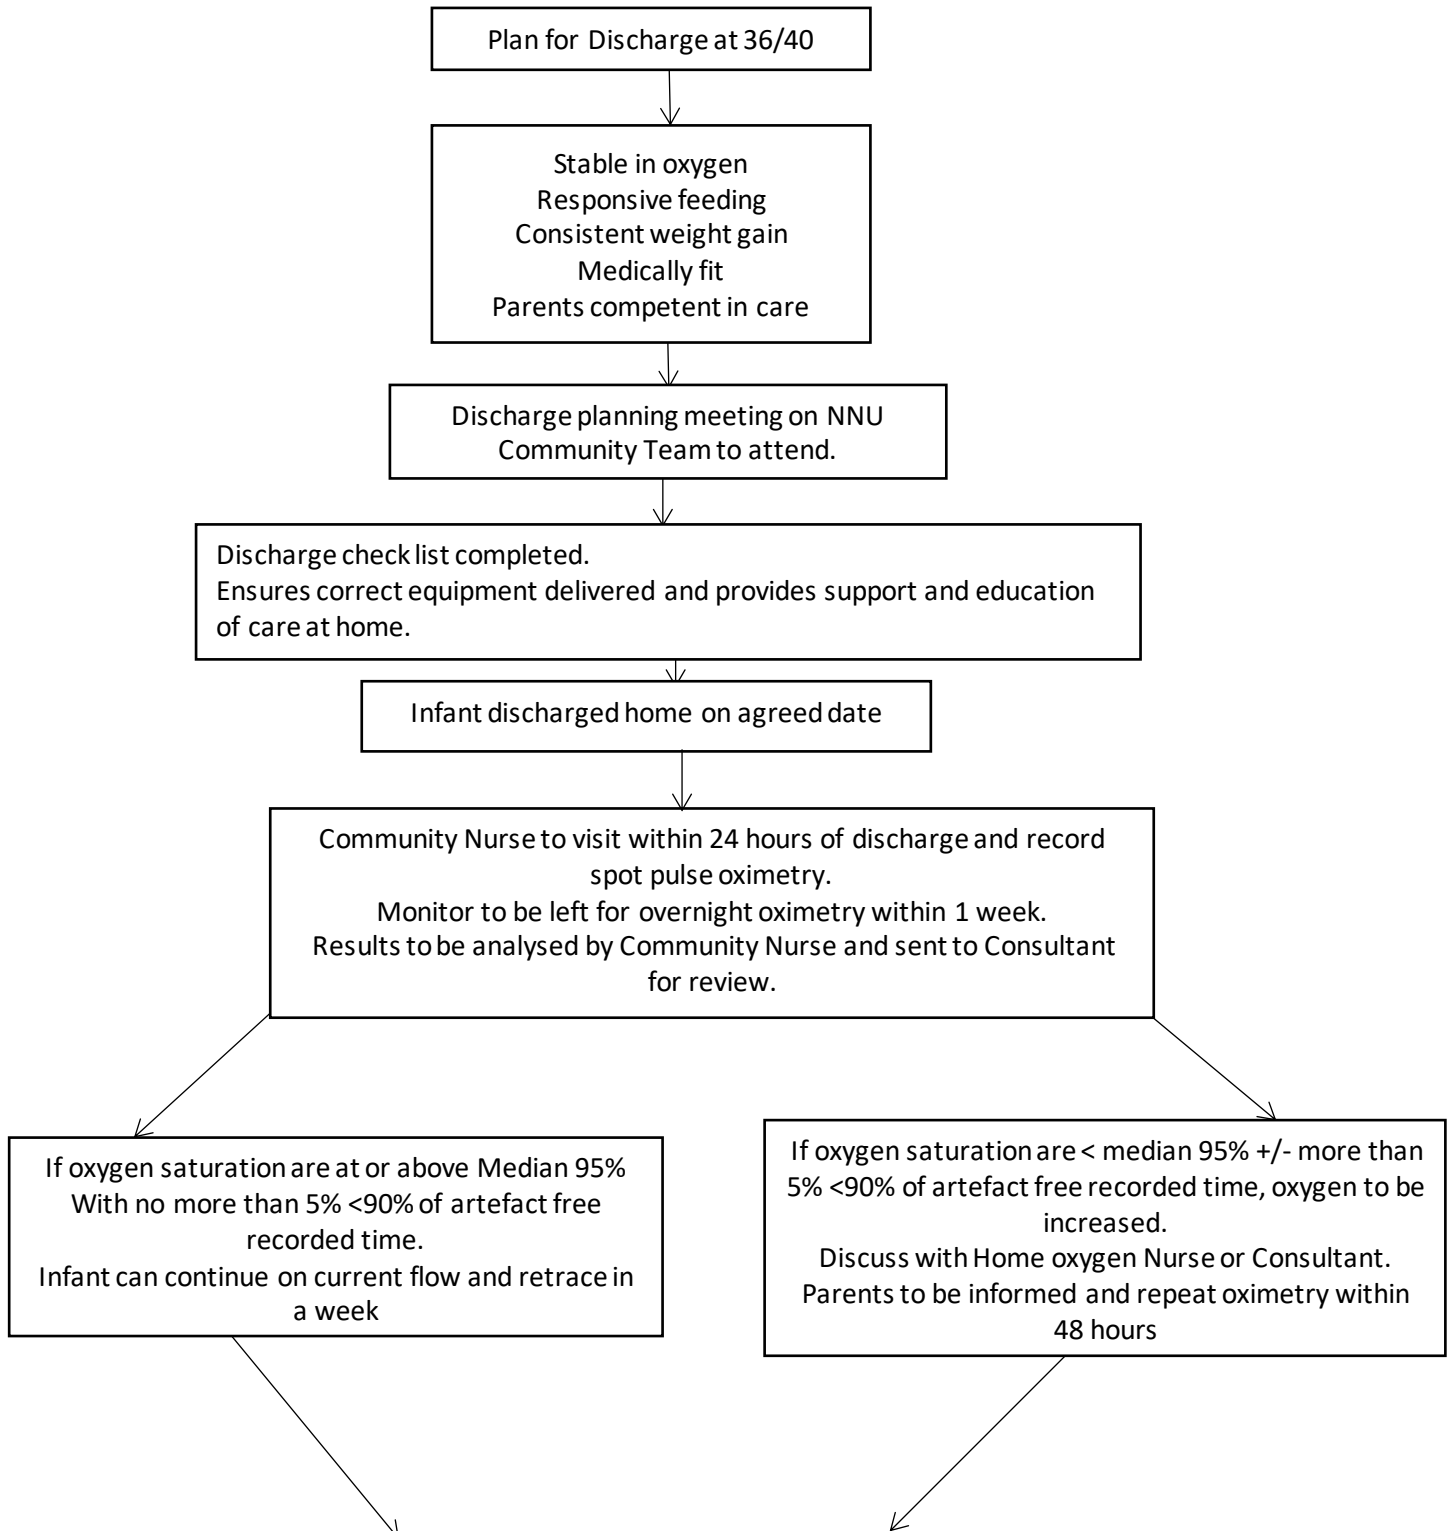 Plan for Discharge at 36/40
Stable in oxygen
Responsive feeding
Consistent weight gain
Medically fit
Parents competent in care
Discharge planning meeting on NNU
Community Team to attend.
Discharge check list completed.
Ensures correct equipment delivered and provides support and education
of care at home.
Infant discharged home on agreed date
Community Nurse to visit within 24 hours of discharge and record
spot pulse oximetry.
Monitor to be left for overnight oximetry within 1 week.
Results to be analysed by Community Nurse and sent to Consultant
for review.
If oxygen saturation are at or above Median 95%
With no more than 5% <90% of artefact free
recorded time.
Infant can continue on current flow and retrace in
a week
If oxygen saturation are < median 95% +/- more than
5% <90% of artefact free recorded time, oxygen to be
increased.
Discuss with Home oxygen Nurse or Consultant.
Parents to be informed and repeat oximetry within
48 hours